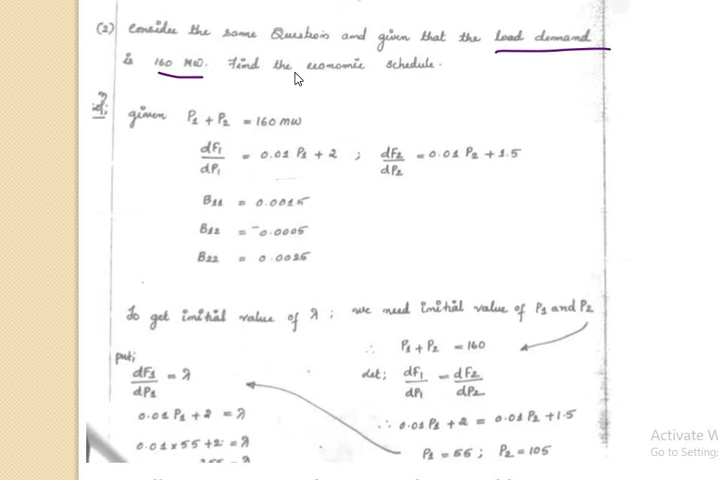 (2) Consider the same Question and given that the load demand
is 160 MW. Find the economic schedule.
given P1 + P2 = 160 MW
dF1/dP1 = 0.01 P1 + 2 ; dF2/dP2 = 0.01 P2 + 1.5
B11 = 0.0015
B12 = -0.0005
B22 = 0.0025
To get initial value of λ ; we need initial value of P1 and P2
∴ P1 + P2 = 160
put;
dF1/dP1 = λ
let; dF1/dP1 = dF2/dP2
0.01 P1 + 2 = λ
∴ 0.01 P1 + 2 = 0.01 P2 + 1.5
0.01 x 55 + 2 = λ
P1 = 55 ; P2 = 105
Activate W
Go to Settings